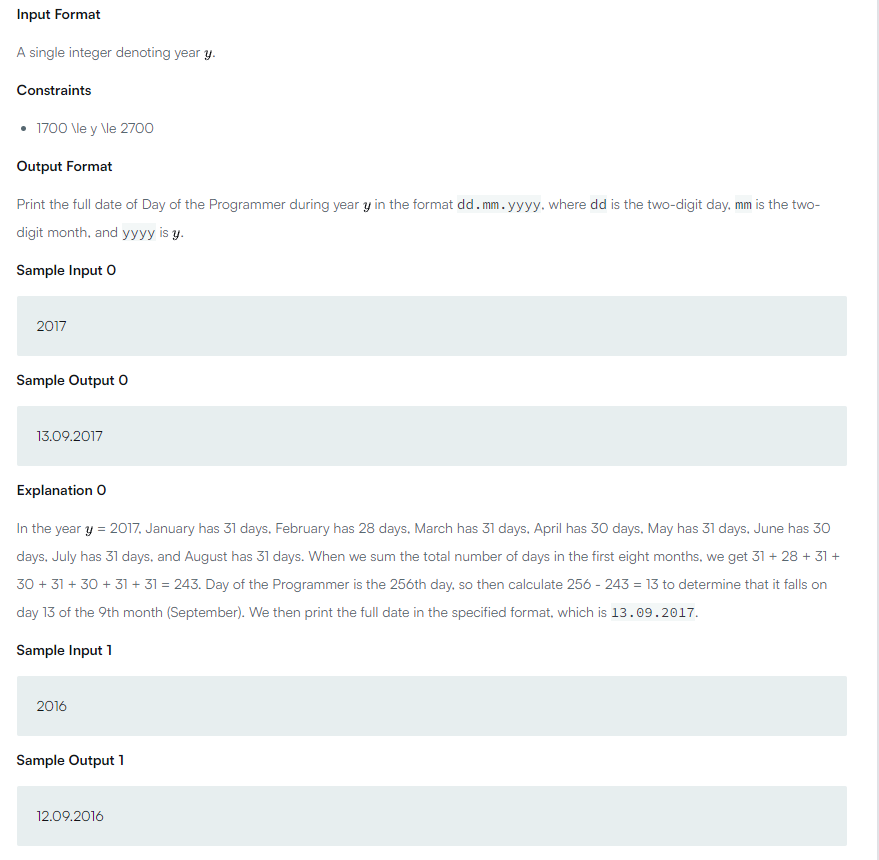 Input Format
A single integer denoting year y.
Constraints
• 1700 \le y \le 2700
Output Format
Print the full date of Day of the Programmer during year y in the format dd.mm.yyyy, where dd is the two-digit day, mm is the two-
digit month, and yyyy is y.
Sample Input 0
2017
Sample Output 0
13.09.2017
Explanation 0
In the year y = 2017, January has 31 days, February has 28 days, March has 31 days, April has 30 days, May has 31 days, June has 30
days, July has 31 days, and August has 31 days. When we sum the total number of days in the first eight months, we get 31 + 28 + 31 +
30 + 31 + 30 + 31 + 31 = 243. Day of the Programmer is the 256th day, so then calculate 256 - 243 = 13 to determine that it falls on
day 13 of the 9th month (September). We then print the full date in the specified format, which is 13.09.2017.
Sample Input 1
2016
Sample Output 1
12.09.2016